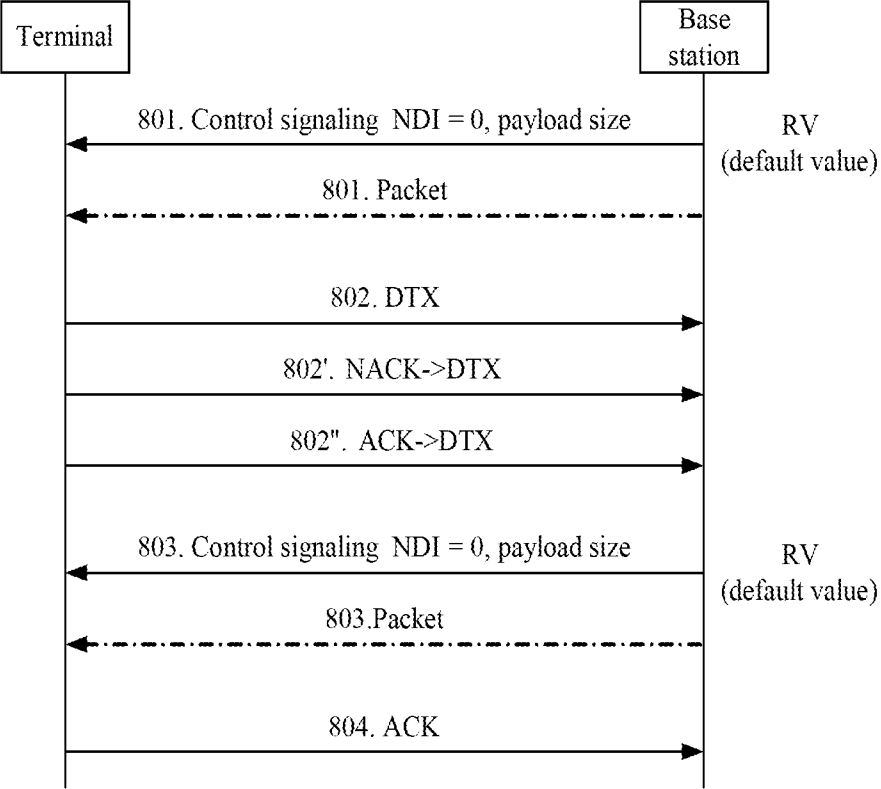 Terminal
Base
station
801. Control signaling NDI = 0, payload size
RV
(default value)
801. Packet
802. DTX
802'. NACK->DTX
802". ACK->DTX
803. Control signaling NDI = 0, payload size
RV
(default value)
803.Packet
804. ACK